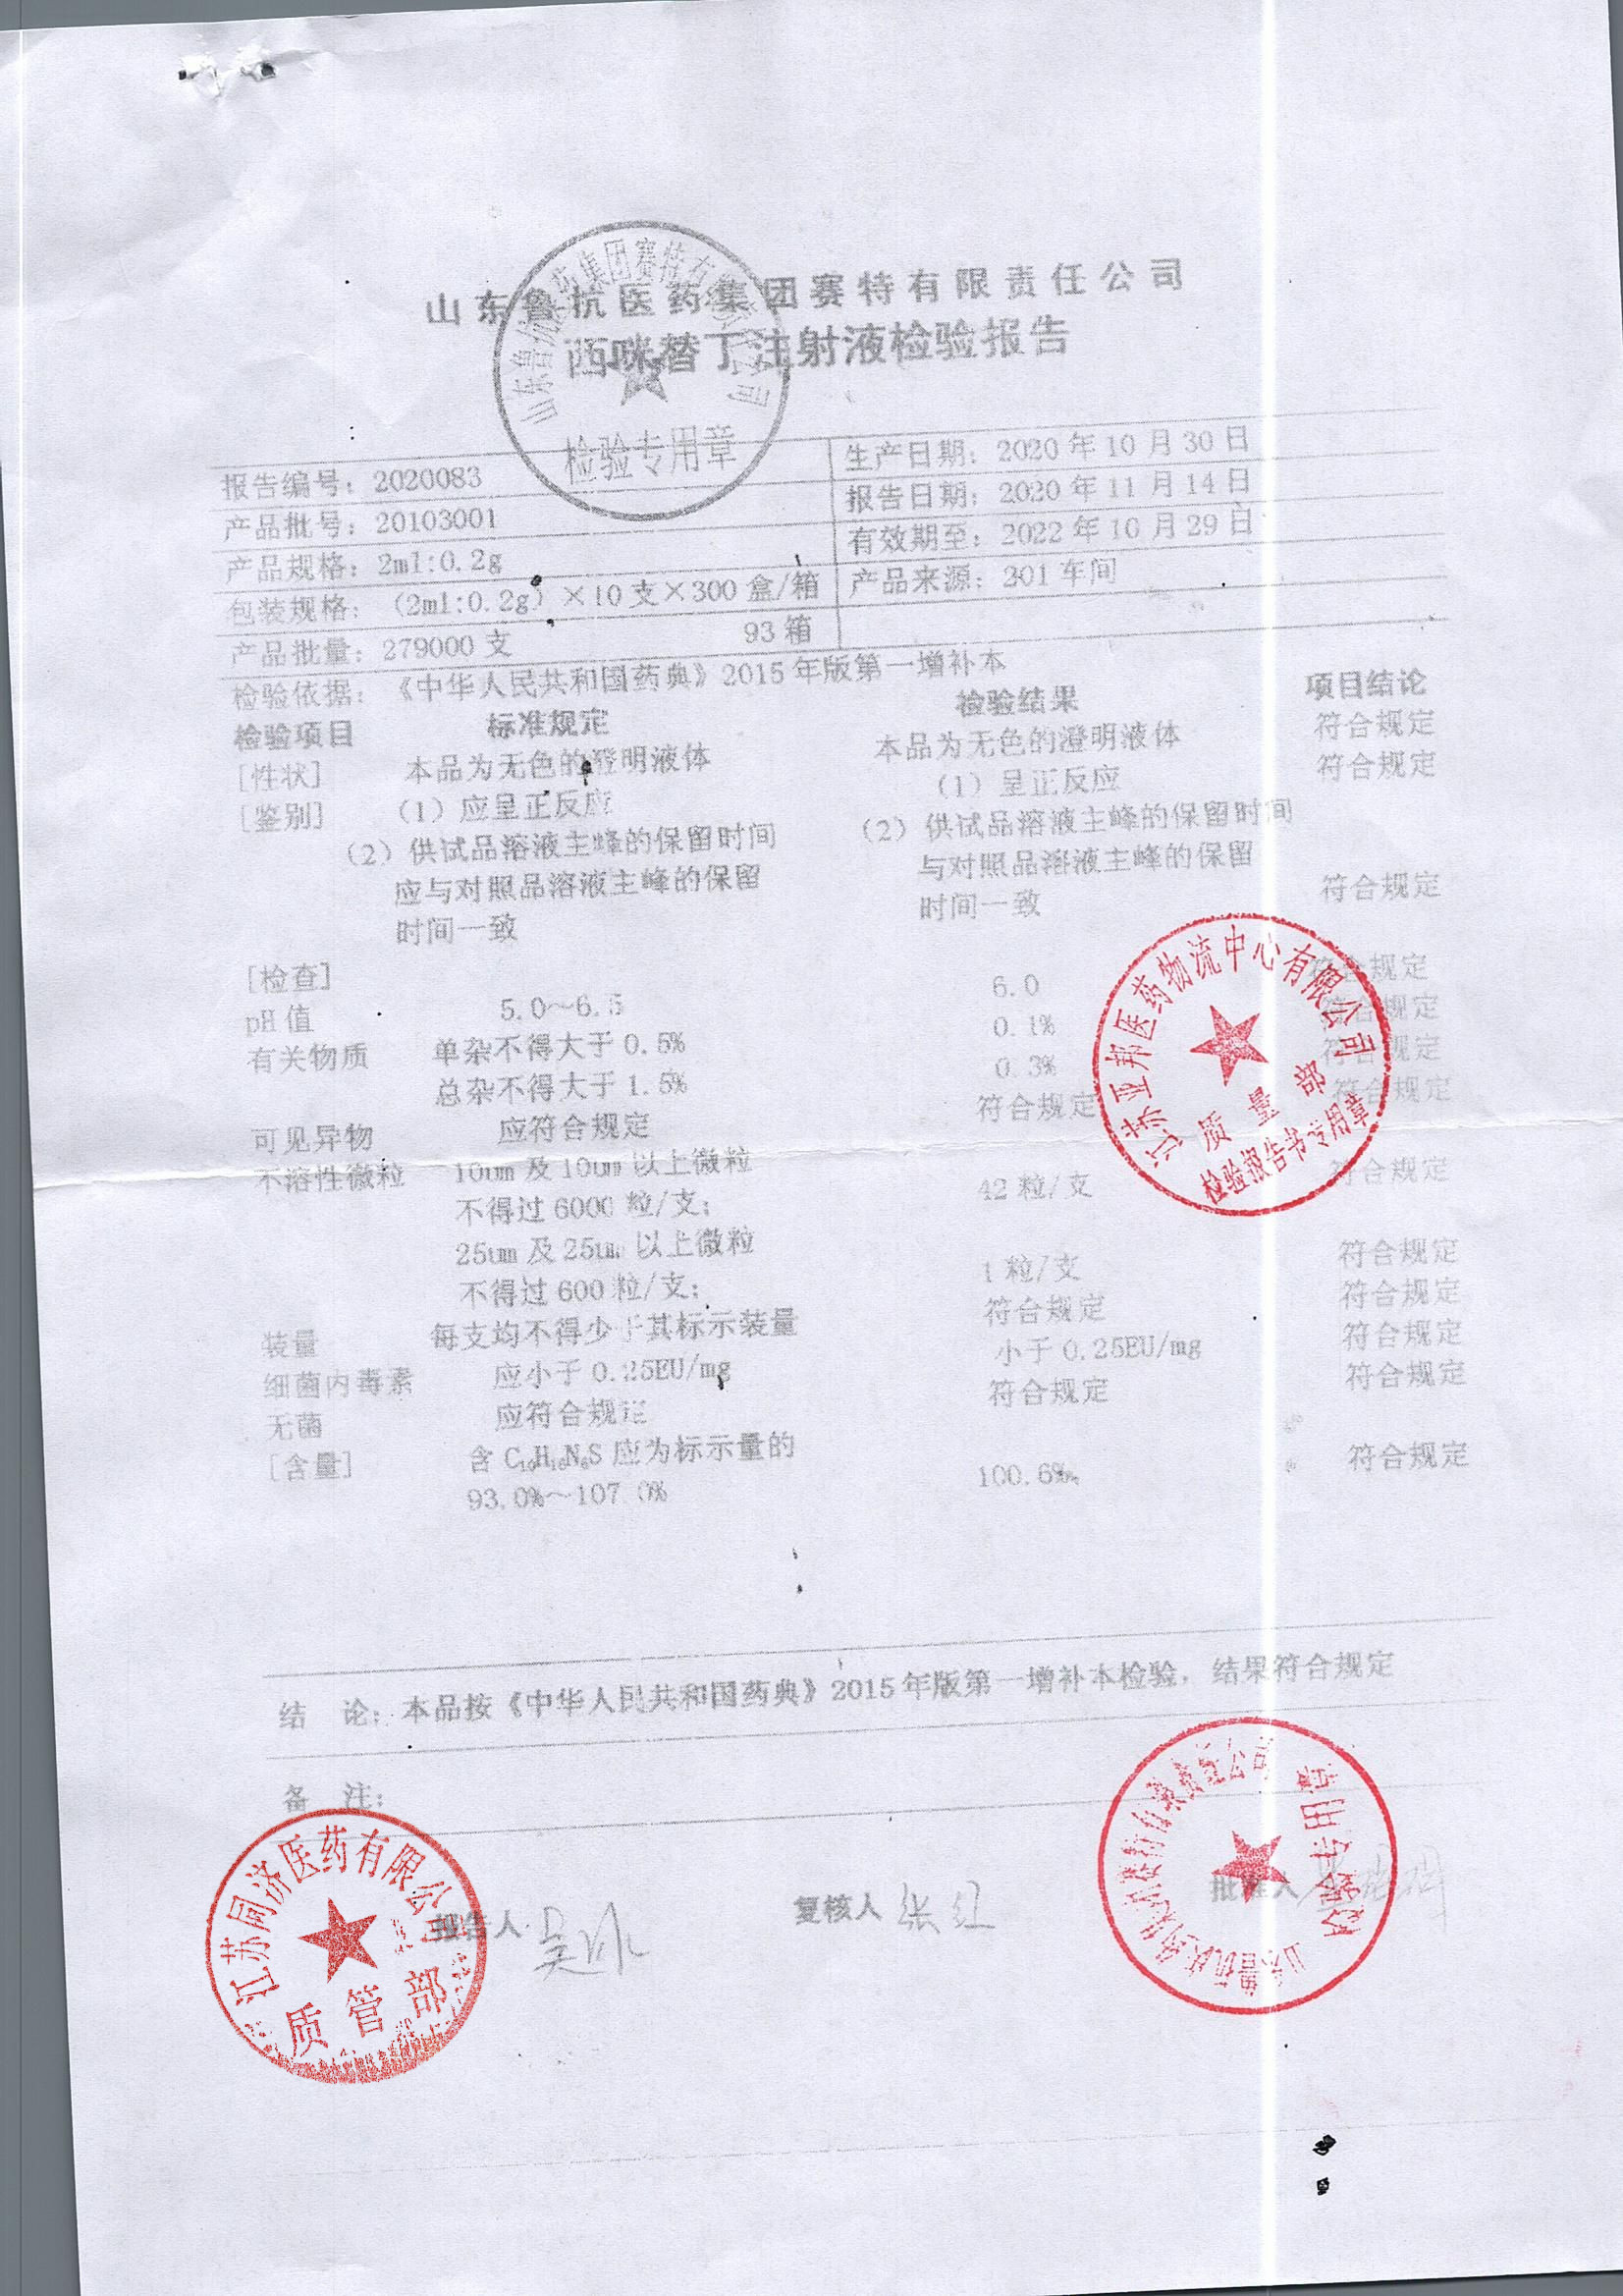 山东鲁抗医药集团赛特有限责任公司
西咪替丁注射液检验报告
检验专用章
报告编号：2020083 生产日期：2020年10月30日
产品批号：20103001 报告日期：2020年11月14日
产品规格：2ml:0.2g 有效期至：2022年10月29日
包装规格：（2ml:0.2g）×10支×300盒/箱 产品来源：301车间
产品批量：279000支 93箱
检验依据：《中华人民共和国药典》2015年版第一增补本
检验项目 标准规定 检验结果 项目结论
[性状] 本品为无色的澄明液体 本品为无色的澄明液体 符合规定
[鉴别] （1）应呈正反应 （1）呈正反应 符合规定
（2）供试品溶液主峰的保留时间 （2）供试品溶液主峰的保留时间
应与对照品溶液主峰的保留 与对照品溶液主峰的保留
时间一致 时间一致 符合规定
[检查]
pH值 5.0～6.5 6.0 符合规定
有关物质 单杂不得大于0.5% 0.1% 符合规定
总杂不得大于1.5% 0.3% 符合规定
可见异物 应符合规定 符合规定 符合规定
不溶性微粒 10um及10um以上微粒
不得过6000粒/支； 42粒/支 符合规定
25um及25um以上微粒
不得过600粒/支； 1粒/支 符合规定
装量 每支均不得少于其标示装量 符合规定 符合规定
细菌内毒素 应小于0.25EU/mg 小于0.25EU/mg 符合规定
无菌 应符合规定 符合规定 符合规定
[含量] 含C₁₀H₁₆N₆S应为标示量的
93.0%～107.0% 100.6% 符合规定
江苏亚邦医药物流中心有限公司
质量部
检验报告书专用章
结 论：本品按《中华人民共和国药典》2015年版第一增补本检验，结果符合规定
备 注：
报告人 复核人 张红 批准人
江苏同济医药有限公司
质管部